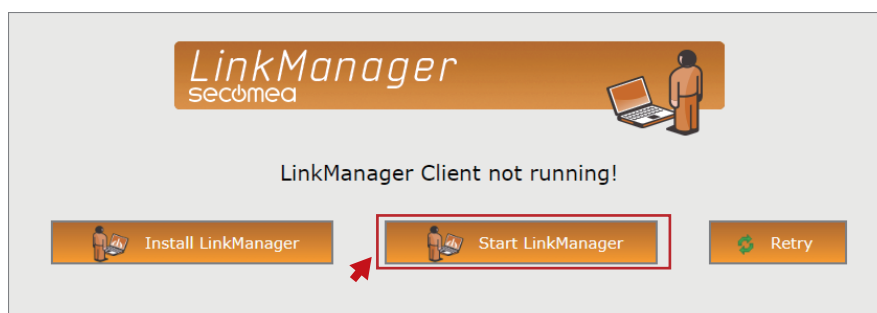 LinkManager
secomea
LinkManager Client not running!
Install LinkManager
Start LinkManager
Retry